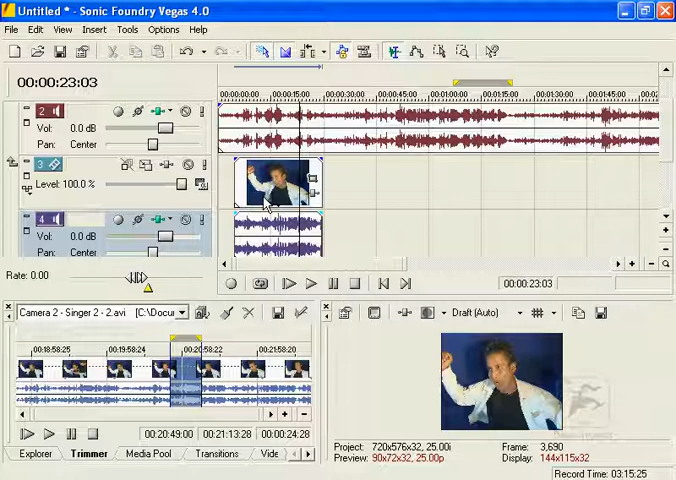 Untitled * - Sonic Foundry Vegas 4.0
File Edit View Insert Tools Options Help
00:00:23:03
00:00:00:00 00:00:15:00 00:00:30:00 00:00:45:00 00:01:00:00 00:01:15:00 00:01:30:00 00:01:45:00 00:02
2
Vol: 0.0 dB
Pan: Center
3
Level: 100.0 %
4
Vol: 0.0 dB
Pan: Center
Rate: 0.00
00:00:23:03
Camera 2 - Singer 2 - 2.avi [C:\Docu
Draft (Auto)
00:18:58:25 00:19:58:24 00:20:58:22 00:21:58:20
00:20:49:00 00:21:13:28 00:00:24:28
Explorer Trimmer Media Pool Transitions Vide
Project: 720x576x32, 25.00i Frame: 3,690
Preview: 90x72x32, 25.00p Display: 144x115x32
Record Time: 03:15:25